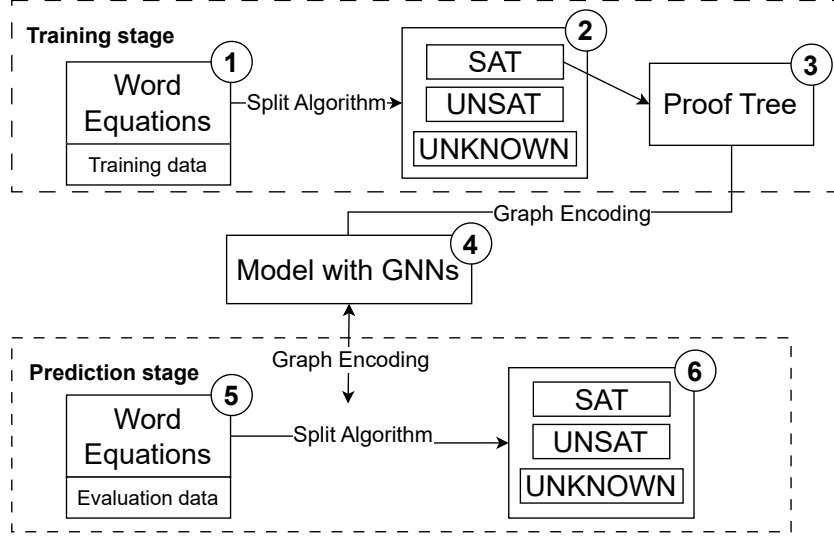 Training stage
1
Word
Equations
Training data
Split Algorithm
2
SAT
UNSAT
UNKNOWN
3
Proof Tree
Graph Encoding
4
Model with GNNs
Graph Encoding
Prediction stage
5
Word
Equations
Evaluation data
Split Algorithm
6
SAT
UNSAT
UNKNOWN